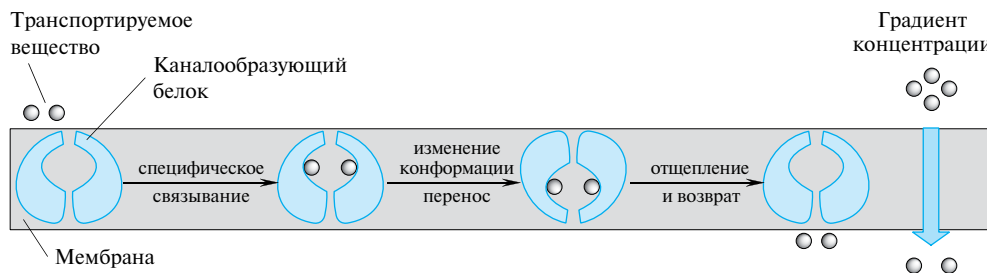 Транспортируемое
вещество
Каналообразующий
белок
Градиент
концентрации
специфическое
связывание
изменение
конформации
перенос
отщепление
и возврат
Мембрана